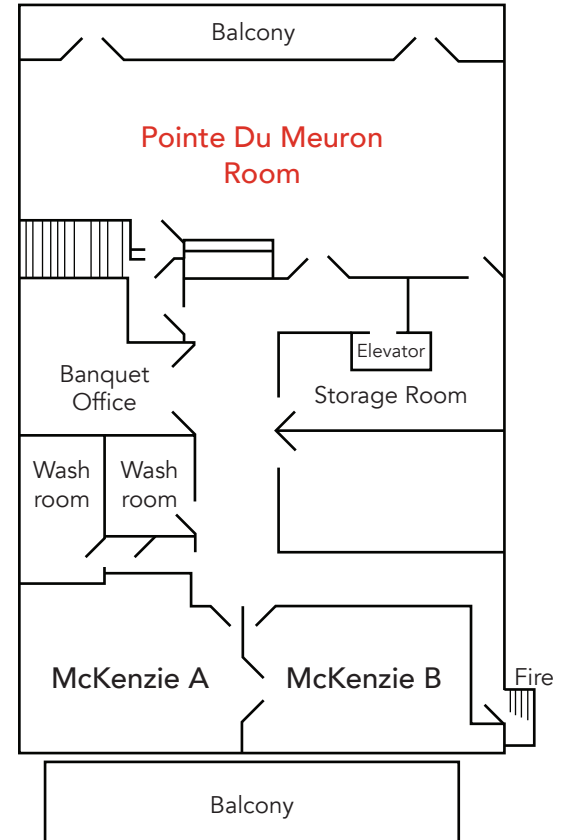 Balcony
Pointe Du Meuron
Room
Elevator
Banquet
Office
Storage Room
Wash
room
Wash
room
McKenzie A
McKenzie B
Fire
Balcony